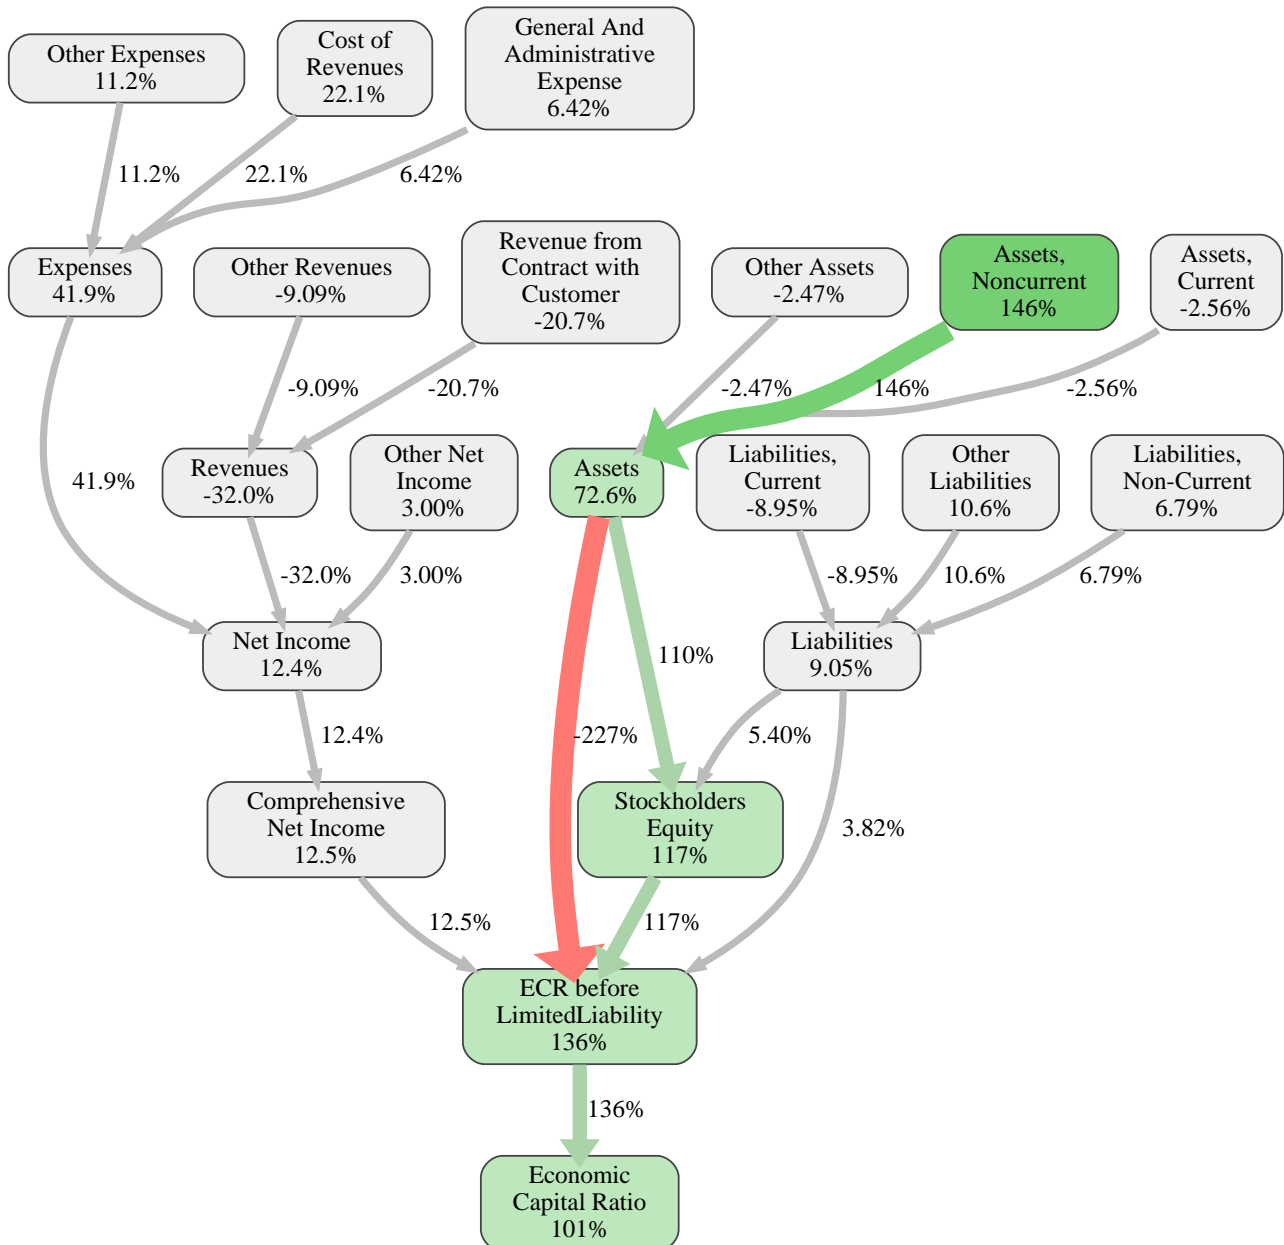 Other Expenses
11.2%
Cost of
Revenues
22.1%
General And
Administrative
Expense
6.42%
11.2%
22.1%
6.42%
Expenses
41.9%
Other Revenues
-9.09%
Revenue from
Contract with
Customer
-20.7%
Other Assets
-2.47%
Assets,
Noncurrent
146%
Assets,
Current
-2.56%
-9.09%
-20.7%
-2.47%
146%
-2.56%
41.9%
Revenues
-32.0%
Other Net
Income
3.00%
Assets
72.6%
Liabilities,
Current
-8.95%
Other
Liabilities
10.6%
Liabilities,
Non-Current
6.79%
-32.0%
3.00%
-8.95%
10.6%
6.79%
Net Income
12.4%
110%
Liabilities
9.05%
12.4%
-227%
5.40%
Comprehensive
Net Income
12.5%
Stockholders
Equity
117%
3.82%
12.5%
117%
ECR before
LimitedLiability
136%
136%
Economic
Capital Ratio
101%